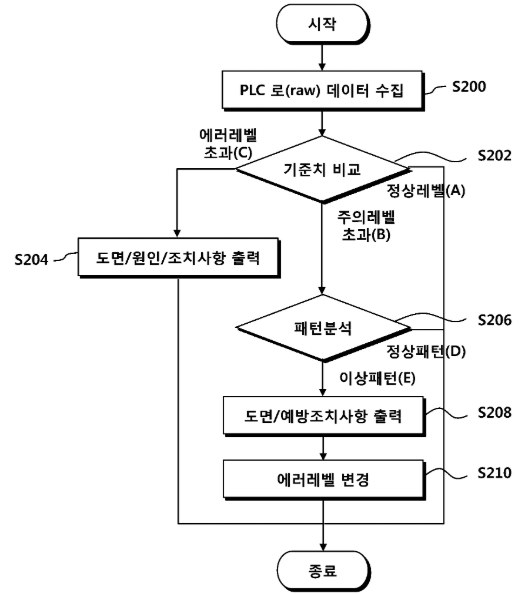 시작
PLC 로(raw) 데이터 수집
S200
에러레벨
초과(C)
기준치 비교
S202
정상레벨(A)
주의레벨
초과(B)
S204
도면/원인/조치사항 출력
패턴분석
S206
정상패턴(D)
이상패턴(E)
도면/예방조치사항 출력
S208
에러레벨 변경
S210
종료